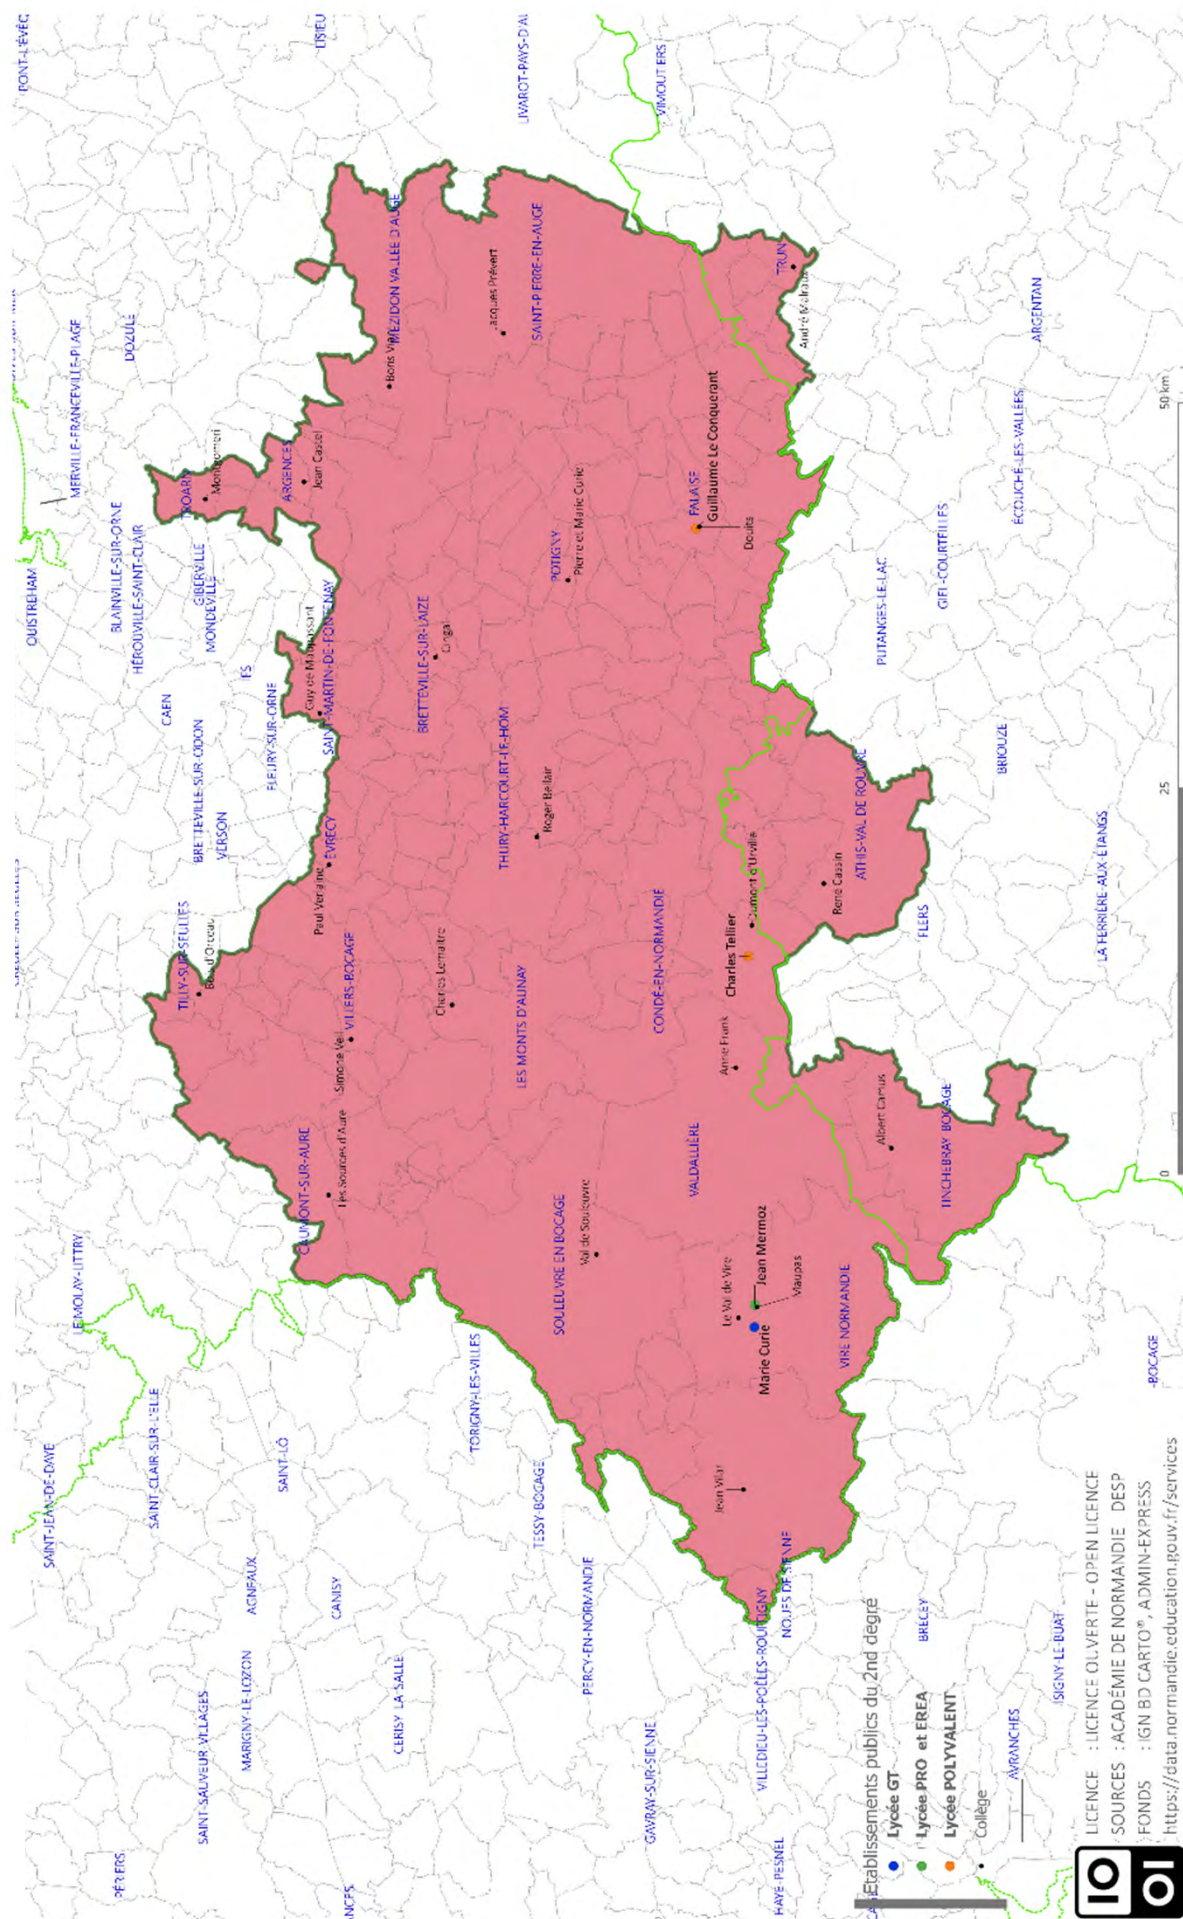 PONT-L'ÉVÊQ
LISIEU
LIVAROT-PAYS-D'A
VIMOUTIERS
MERVILLE-FRANCEVILLE-PLAGE
DOZULÉ
MÉZIDON VALLÉE D'AUGE
Jacques Prévert
SAINT-PIERRE-EN-AUGE
TRUN
André Malraux
ARGENTAN
OUISTREHAM
BLAINVILLE-SUR-ORNE
HÉROUVILLE-SAINT-CLAIR
TROARN
Montgomeri
ARGENCES
Jean Castel
GIBERVILLE
MONDEVILLE
POTIGNY
Pierre et Marie Curie
FALAISE
Guillaume Le Conquerant
Douits
ÉCOUCHÉ-LES-VALLÉES
GIEL-COURTEILLES
PUTANGES-LE-LAC
CAEN
IFS
FLEURY-SUR-ORNE
Guy de Maupassant
SAINT-MARTIN-DE-FONTENAY
BRETTEVILLE-SUR-LAIZE
Cingal
BRETTEVILLE-SUR-ODON
VERSON
ÉVRECY
Paul Verlaine
THURY-HARCOURT-LE-HOM
Roger Bellair
Dumont d'Urville
ATHIS-VAL DE ROUVRE
René Cassin
BRIOUZE
FLERS
LA FERRIÈRE-AUX-ÉTANGS
TILLY-SUR-SEULLES
VILLERS-BOCAGE
Simone Veil
Charles Lemaitre
LES MONTS D'AUNAY
CONDÉ-EN-NORMANDIE
Charles Tellier
Anne Frank
CAUMONT-SUR-AURE
Les Sources d'Aure
SOULEUVRE EN BOCAGE
Val de Souleuvre
VALDALLIÈRE
Albert Camus
TINCHEBRAY-BOCAGE
LE MOLAY-LITTRY
Le Val de Vire
Jean Mermoz
Maupas
Marie Curie
VIRE NORMANDIE
SAINT-JEAN-DE-DAYE
SAINT-CLAIR-SUR-L'ELLE
SAINT-LÔ
TORIGNY-LES-VILLES
TESSY-BOCAGE
Jean Vilar
-BOCAGE
AGNEAUX
CANISY
PERCY-EN-NORMANDIE
NOUES DE SIENNE
VILLEDIEU-LES-POÊLES-ROUFFIGNY
BRÉCEY
ISIGNY-LE-BUAT
SAINT-SAUVEUR-VILLAGES
MARIGNY-LE-LOZON
CERISY-LA-SALLE
GAVRAY-SUR-SIENNE
AVRANCHES
PÉRIERS
NCES
HAYE-PESNEL
0 25 50 km
Etablissements publics du 2nd degré
Lycée GT
Lycée PRO et EREA
Lycée POLYVALENT
Collège
LICENCE : LICENCE OUVERTE - OPEN LICENCE
SOURCES : ACADÉMIE DE NORMANDIE DESP
FONDS : IGN BD CARTO®, ADMIN-EXPRESS
https://data.normandie.education.gouv.fr/services